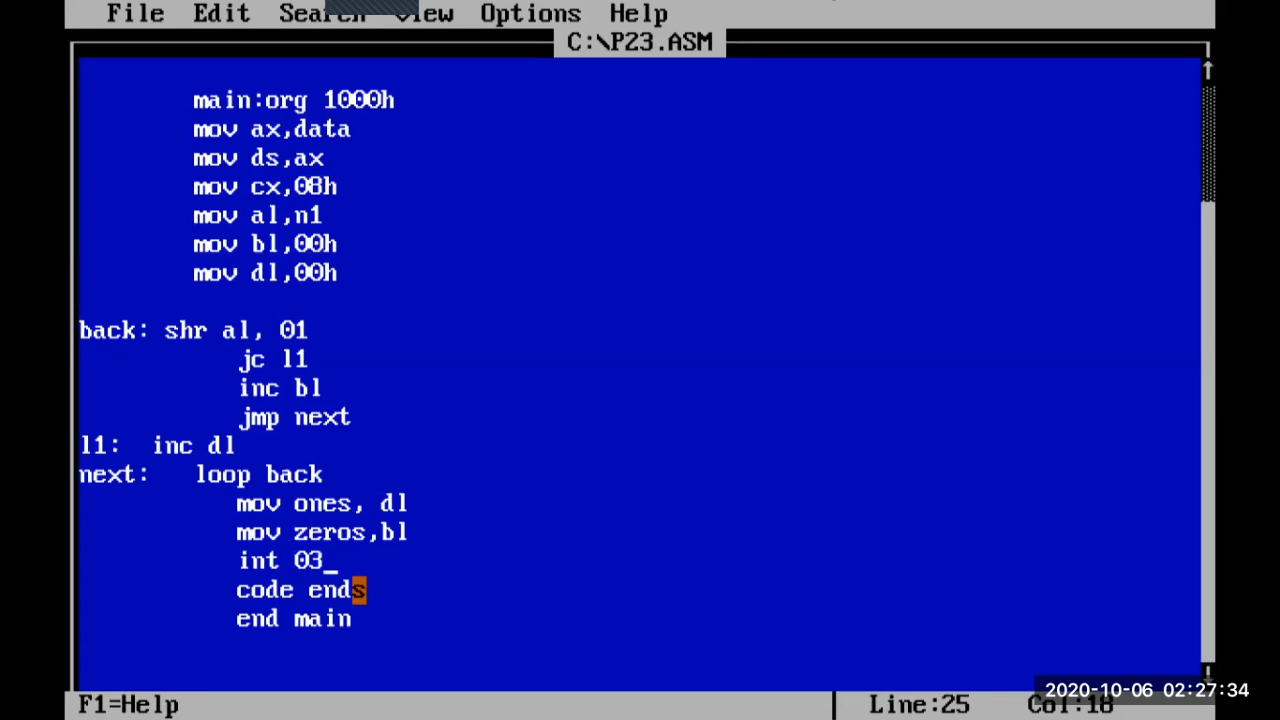 File Edit Search View Options Help
C:\P23.ASM
main:org 1000h
mov ax,data
mov ds,ax
mov cx,08h
mov al,n1
mov bl,00h
mov dl,00h
back: shr al, 01
jc l1
inc bl
jmp next
l1: inc dl
next: loop back
mov ones, dl
mov zeros,bl
int 03_
code ends
end main
2020-10-06 02:27:34
F1=Help Line:25 Col:18